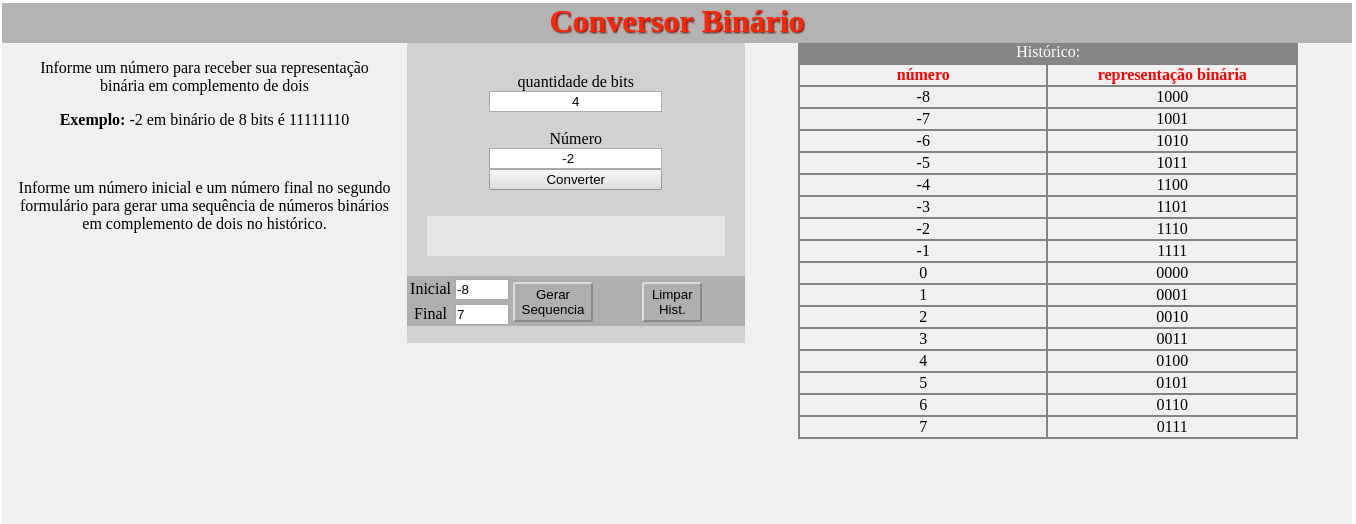 Conversor Binário
Informe um número para receber sua representação
binária em complemento de dois
Exemplo: -2 em binário de 8 bits é 11111110
Informe um número inicial e um número final no segundo
formulário para gerar uma sequência de números binários
em complemento de dois no histórico.
quantidade de bits
4
Número
-2
Converter
Inicial -8
Final 7
Gerar
Sequencia
Limpar
Hist.
Histórico:
número representação binária
-8 1000
-7 1001
-6 1010
-5 1011
-4 1100
-3 1101
-2 1110
-1 1111
0 0000
1 0001
2 0010
3 0011
4 0100
5 0101
6 0110
7 0111